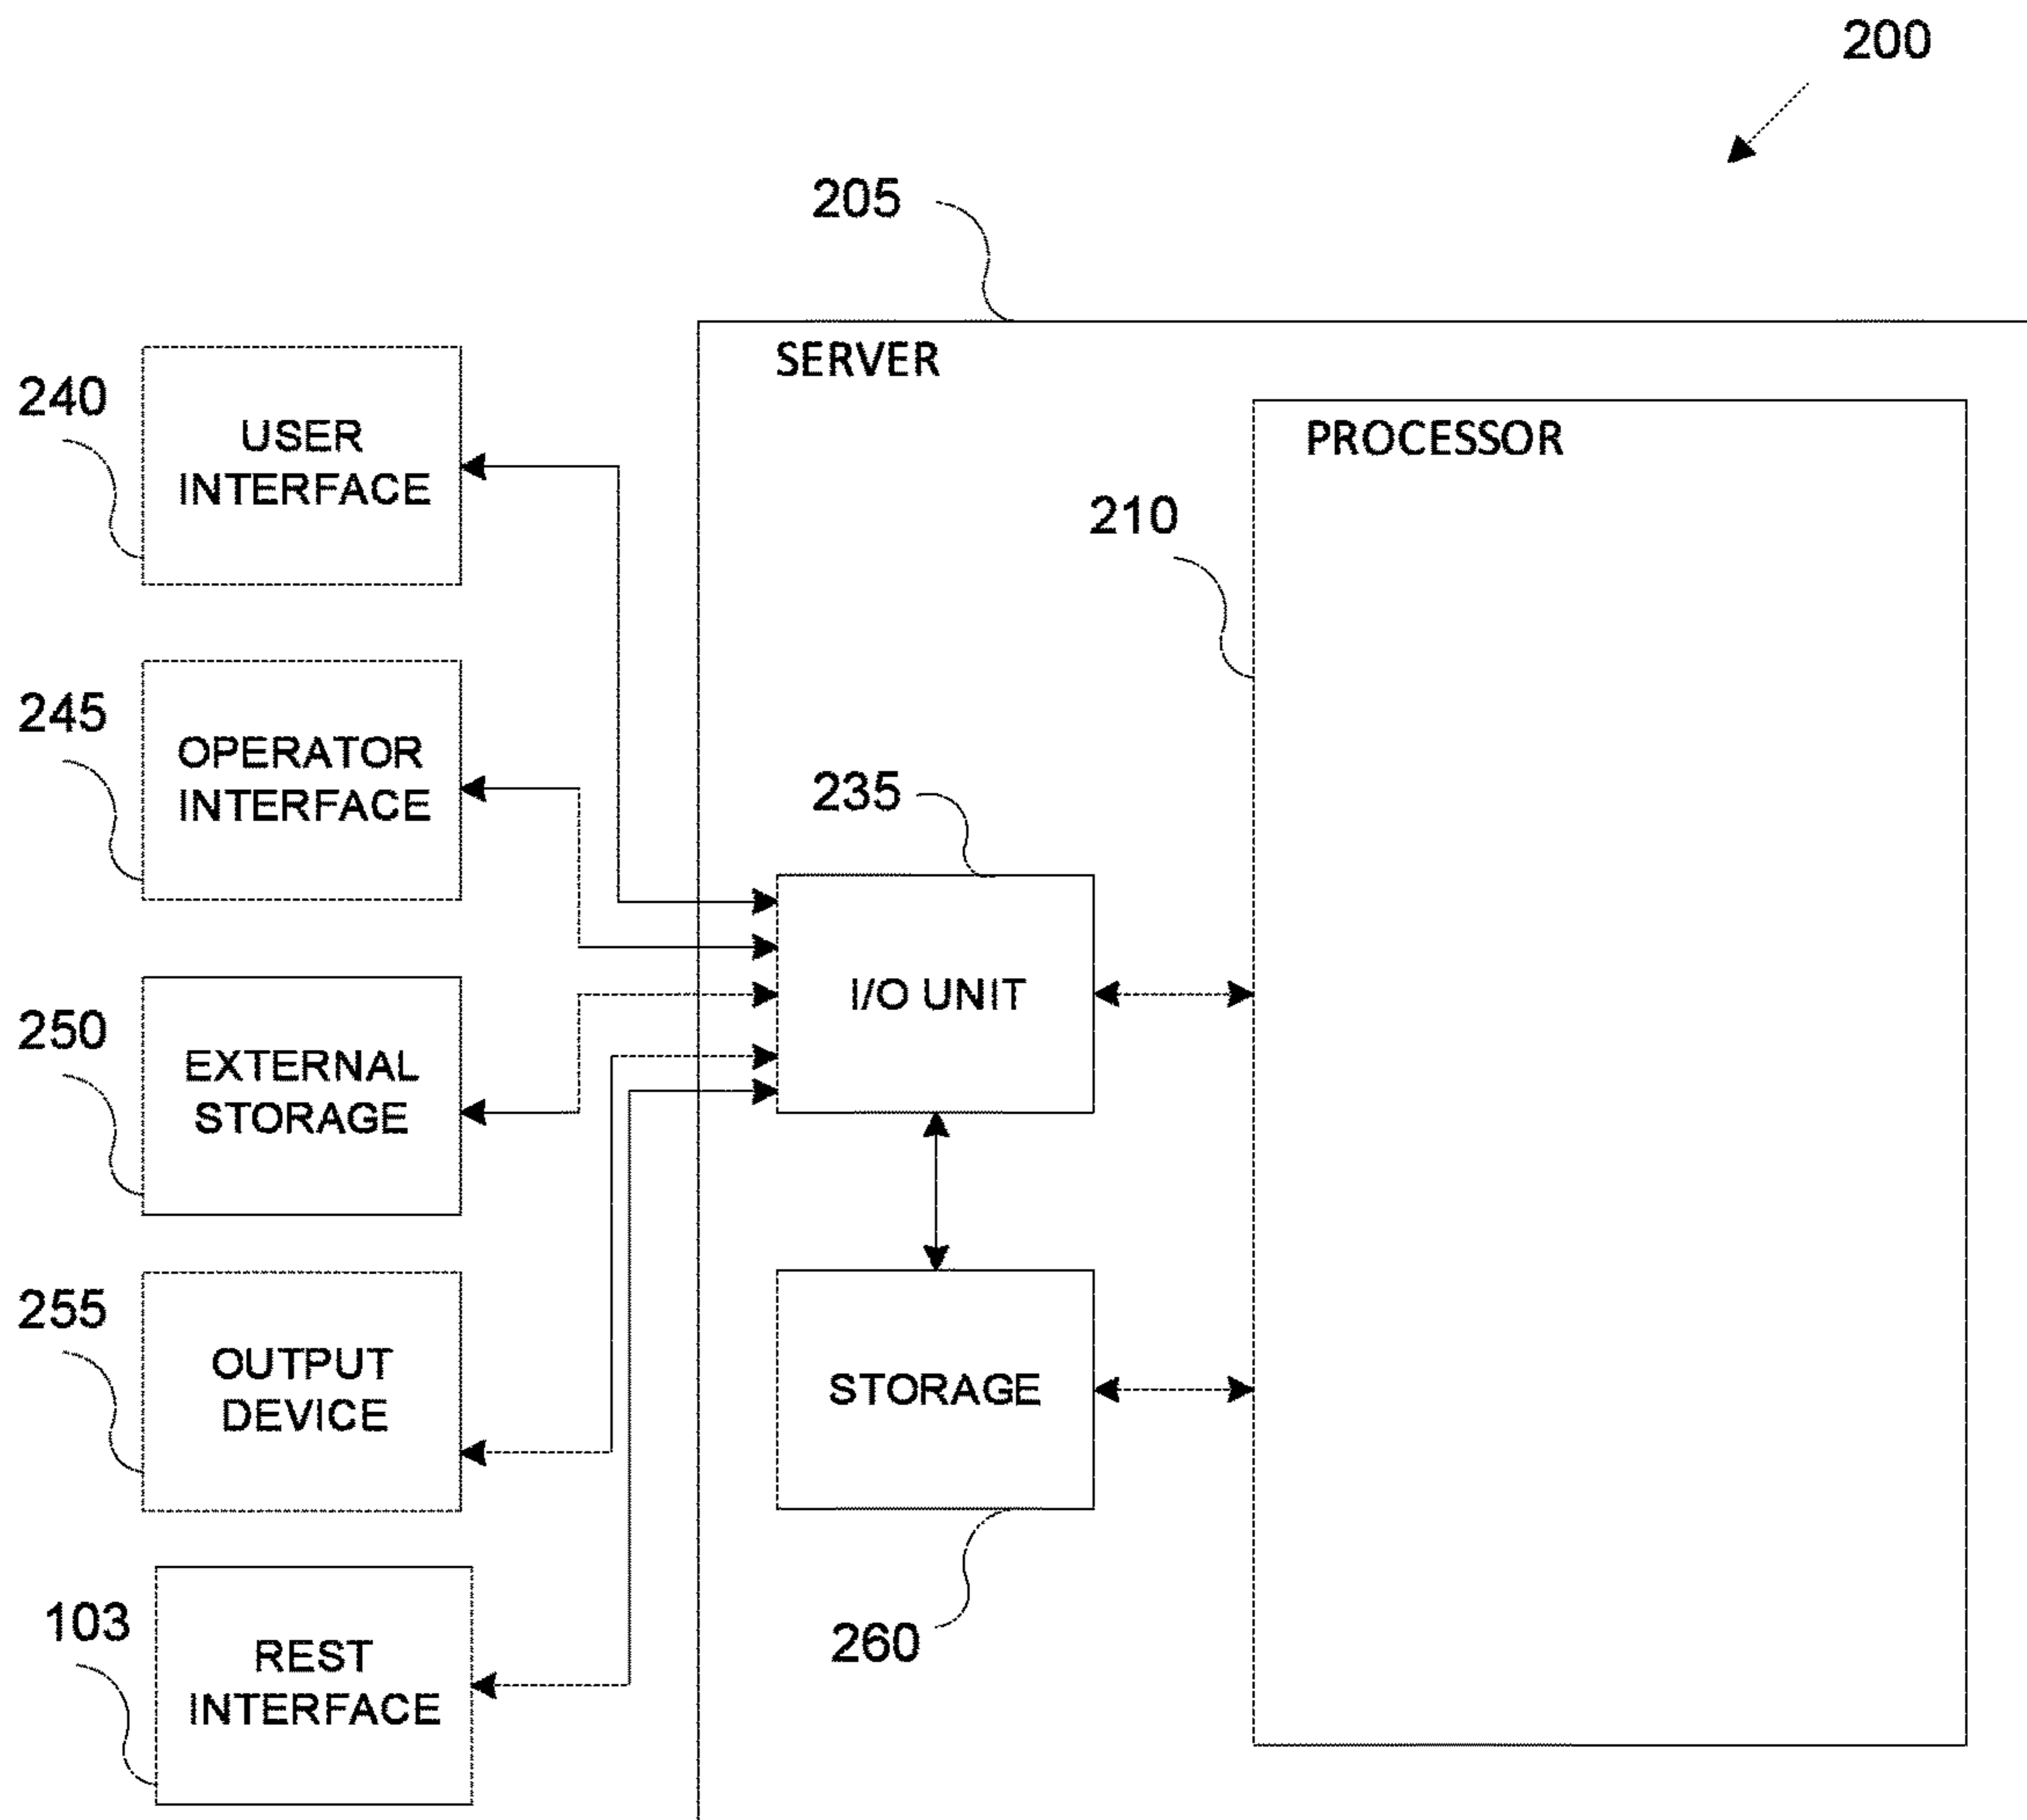 200
205
SERVER
240
USER
INTERFACE
PROCESSOR
210
245
OPERATOR
INTERFACE
235
I/O UNIT
250
EXTERNAL
STORAGE
255
OUTPUT
DEVICE
STORAGE
260
103
REST
INTERFACE